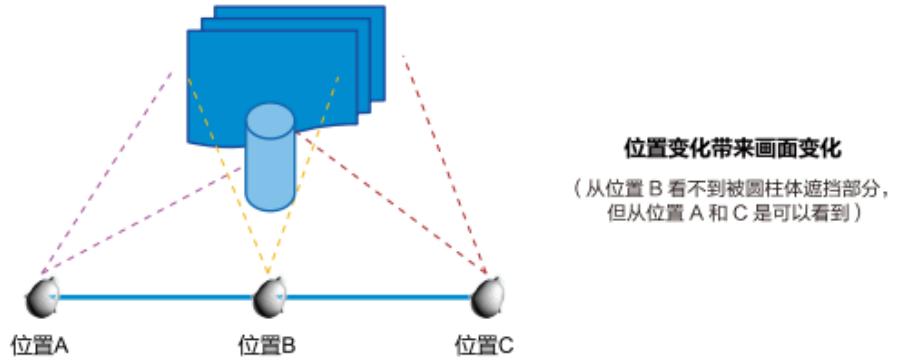 位置变化带来画面变化
（从位置 B 看不到被圆柱体遮挡部分，
但从位置 A 和 C 是可以看到）
位置A
位置B
位置C